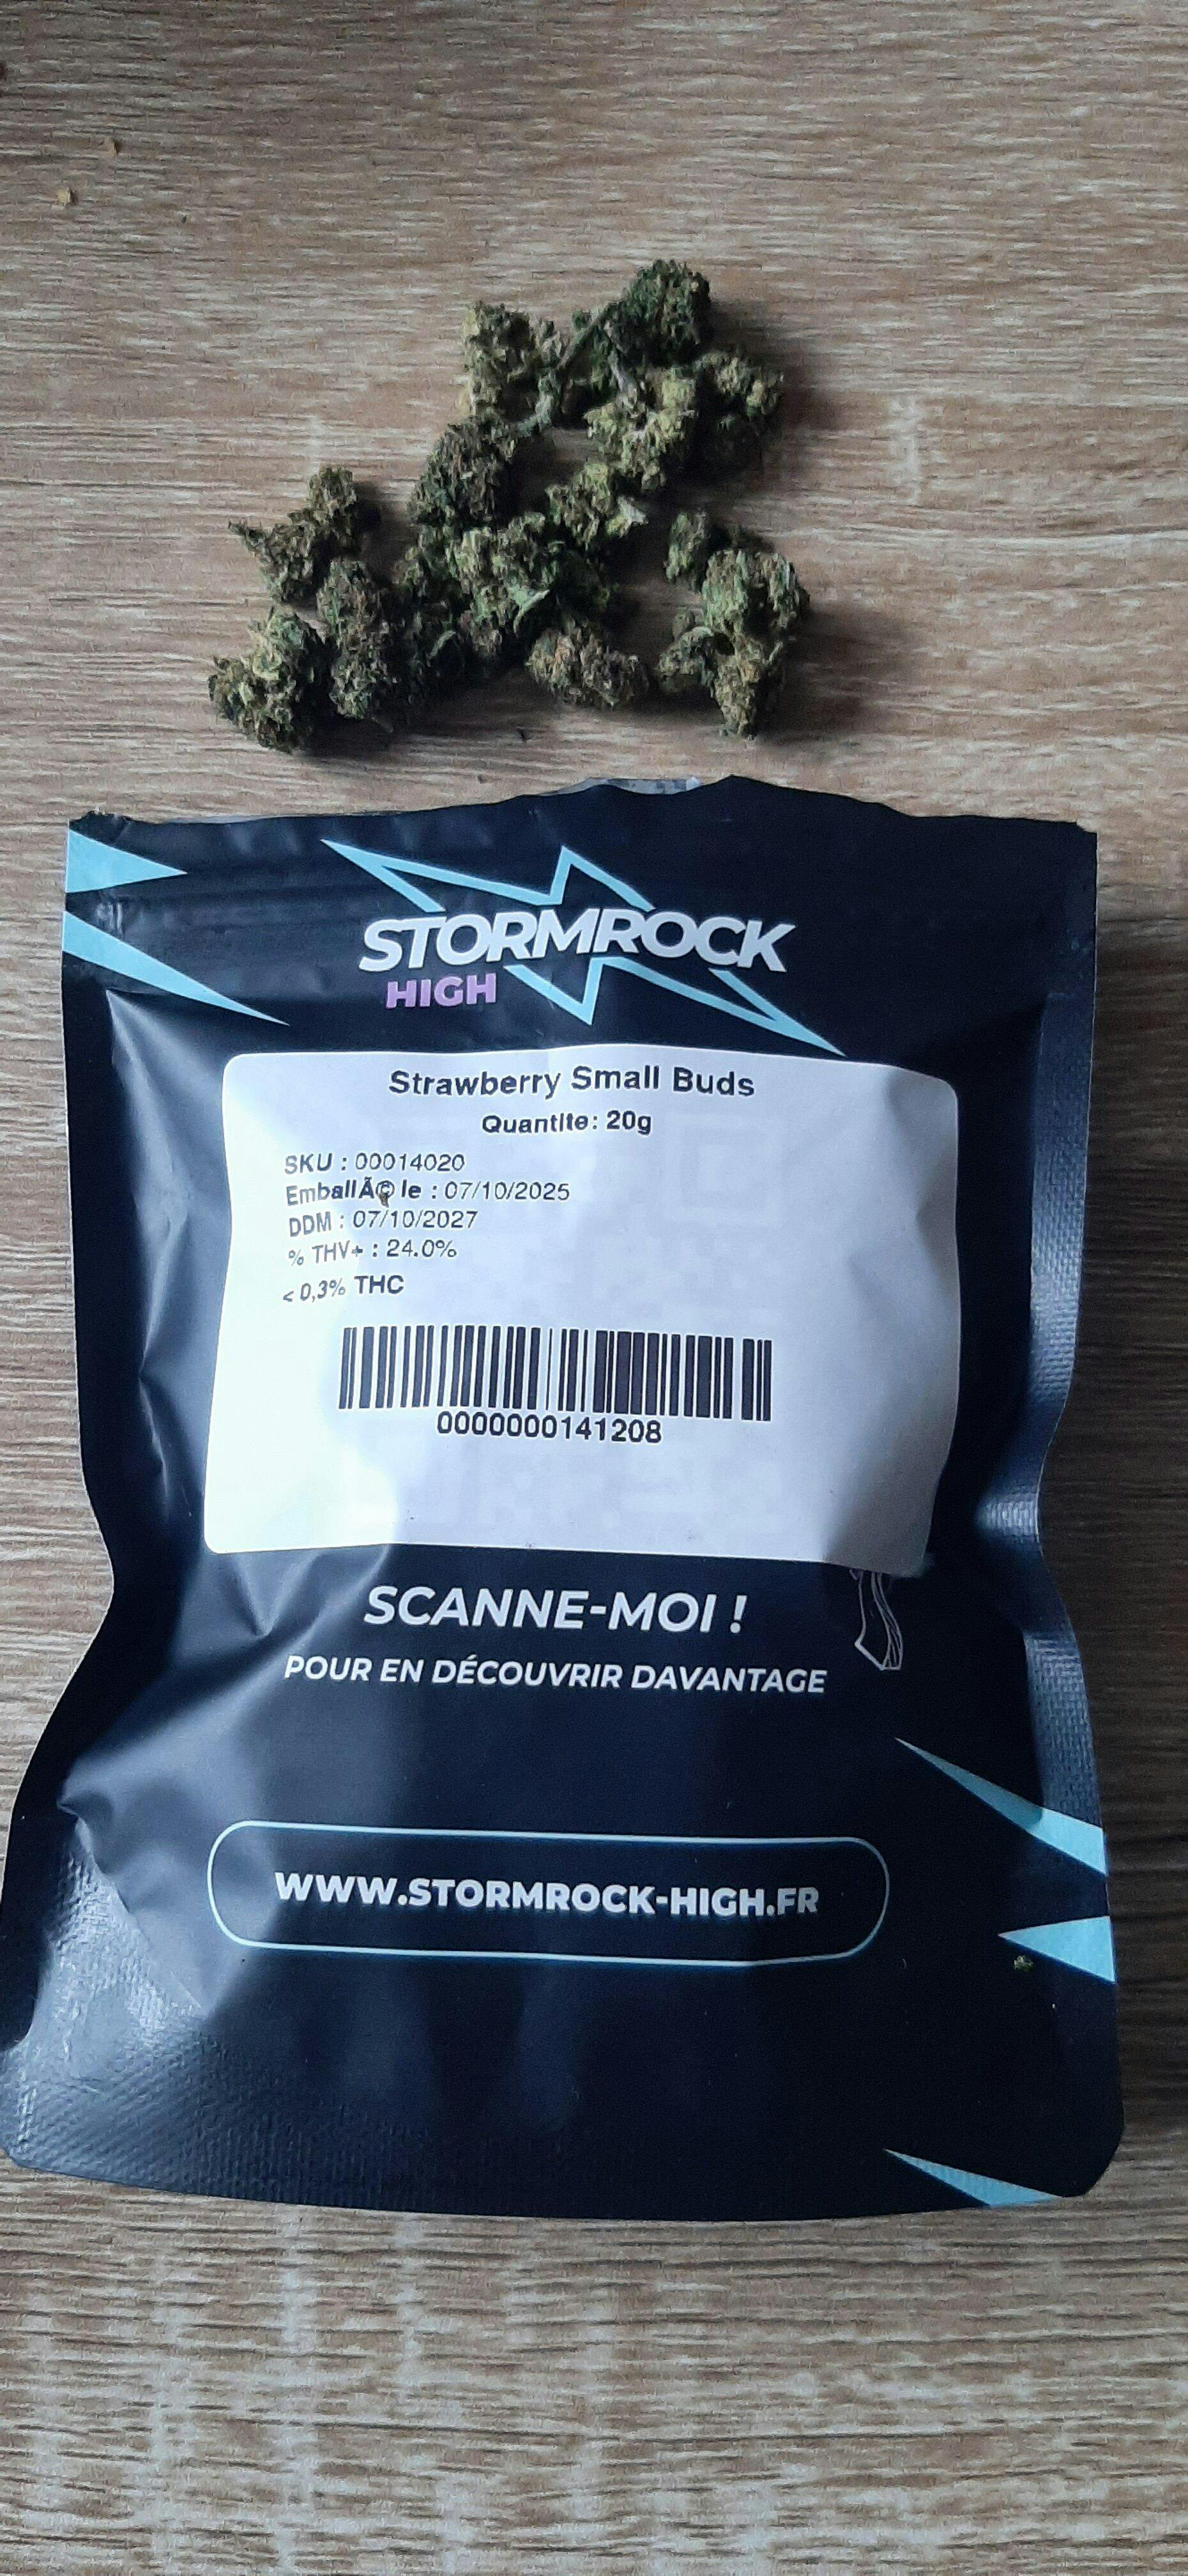 STORMROCK
HIGH
Strawberry Small Buds
Quantite: 20g
SKU : 00014020
EmballÃ© le : 07/10/2025
DDM : 07/10/2027
% THV+ : 24.0%
< 0,3% THC
0000000141208
SCANNE-MOI !
POUR EN DÉCOUVRIR DAVANTAGE
WWW.STORMROCK-HIGH.FR